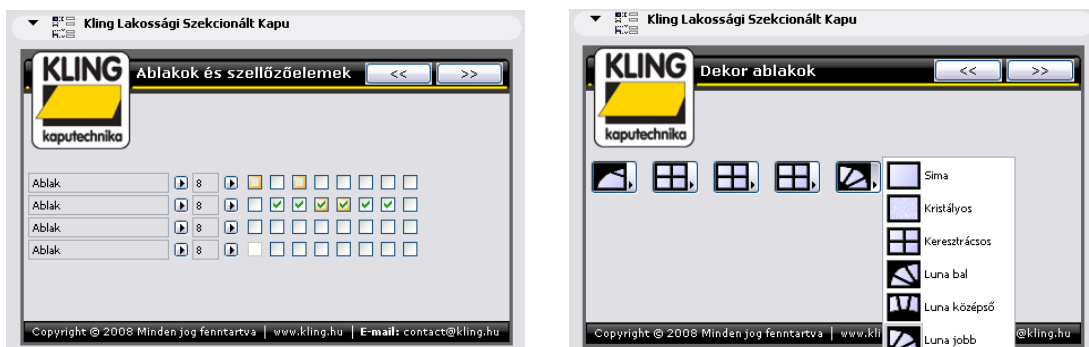 Kling Lakossági Szekcionált Kapu
KLING
kaputechnika
Ablakok és szellőzőelemek
<<
>>
Ablak
8
Ablak
8
Ablak
8
Ablak
8
Copyright © 2008 Minden jog fenntartva | www.kling.hu | E-mail: contact@kling.hu
Kling Lakossági Szekcionált Kapu
KLING
kaputechnika
Dekor ablakok
<<
>>
Sima
Kristályos
Keresztrácsos
Luna bal
Luna középső
Luna jobb
Copyright © 2008 Minden jog fenntartva | www.kli
@kling.hu